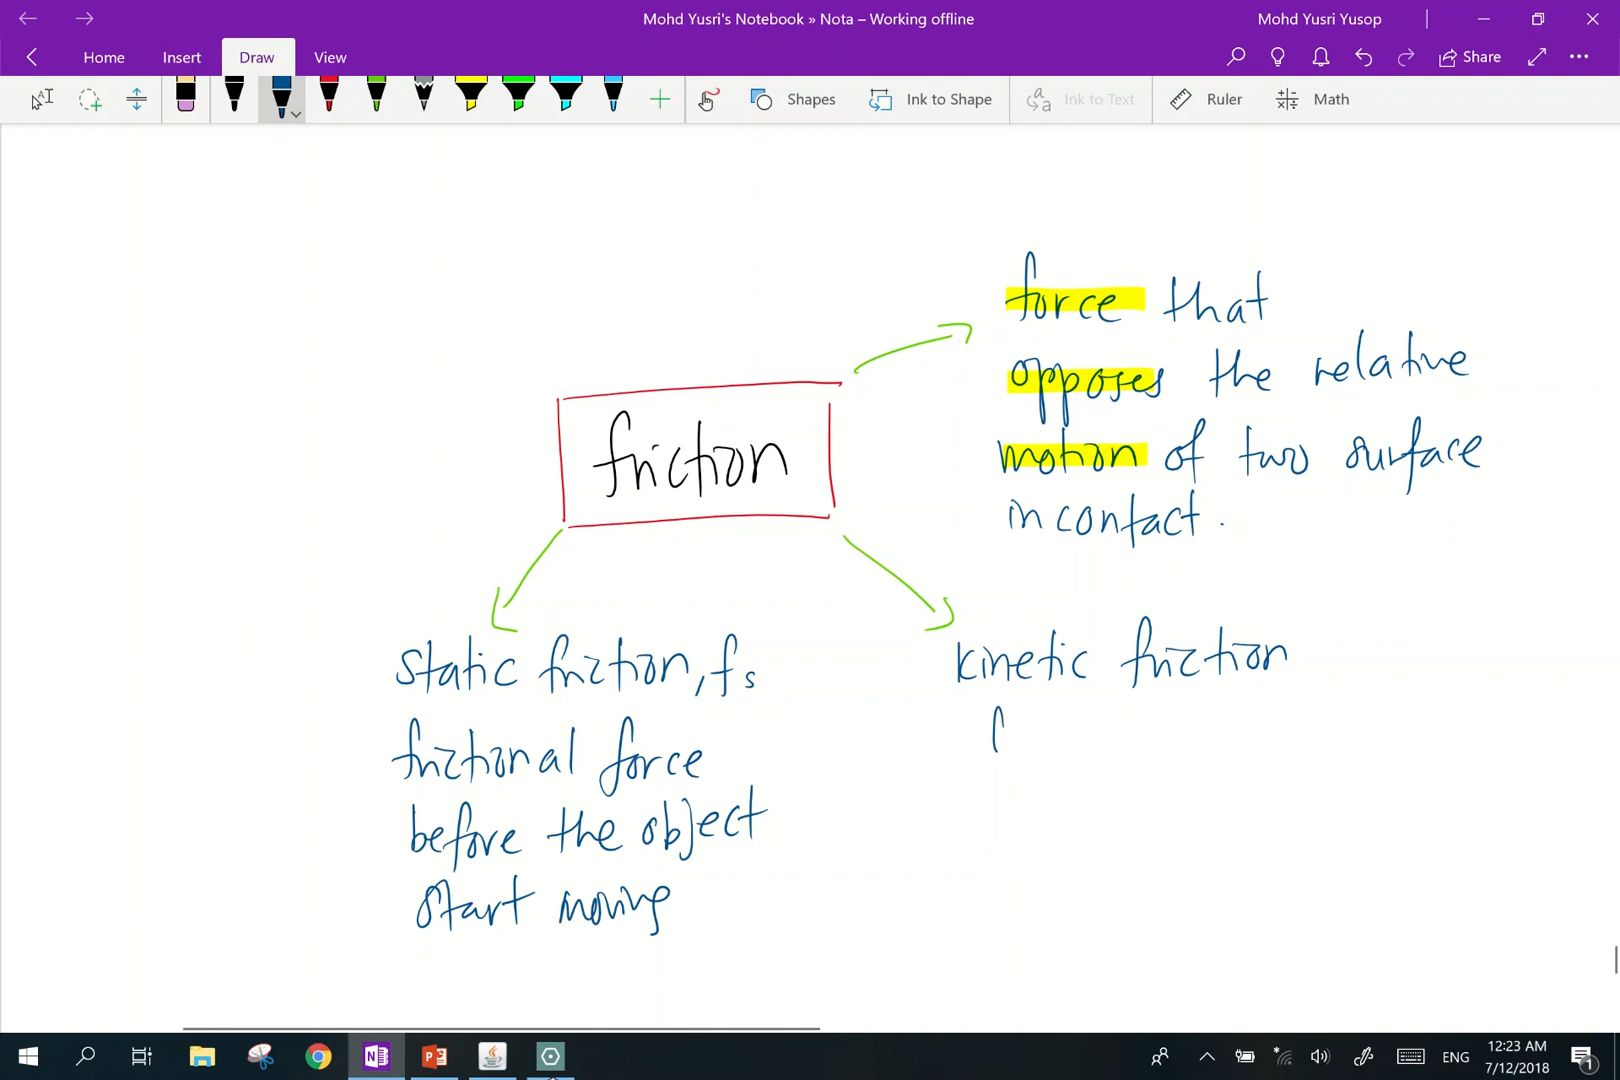 Mohd Yusri's Notebook » Nota – Working offline
Mohd Yusri Yusop
Home
Insert
Draw
View
Share
Shapes
Ink to Shape
Ink to Text
Ruler
Math
force that
opposes the relative
motion of two surface
in contact.
friction
static friction, fs
frictional force
before the object
start moving
kinetic friction
ENG
12:23 AM
7/12/2018
1